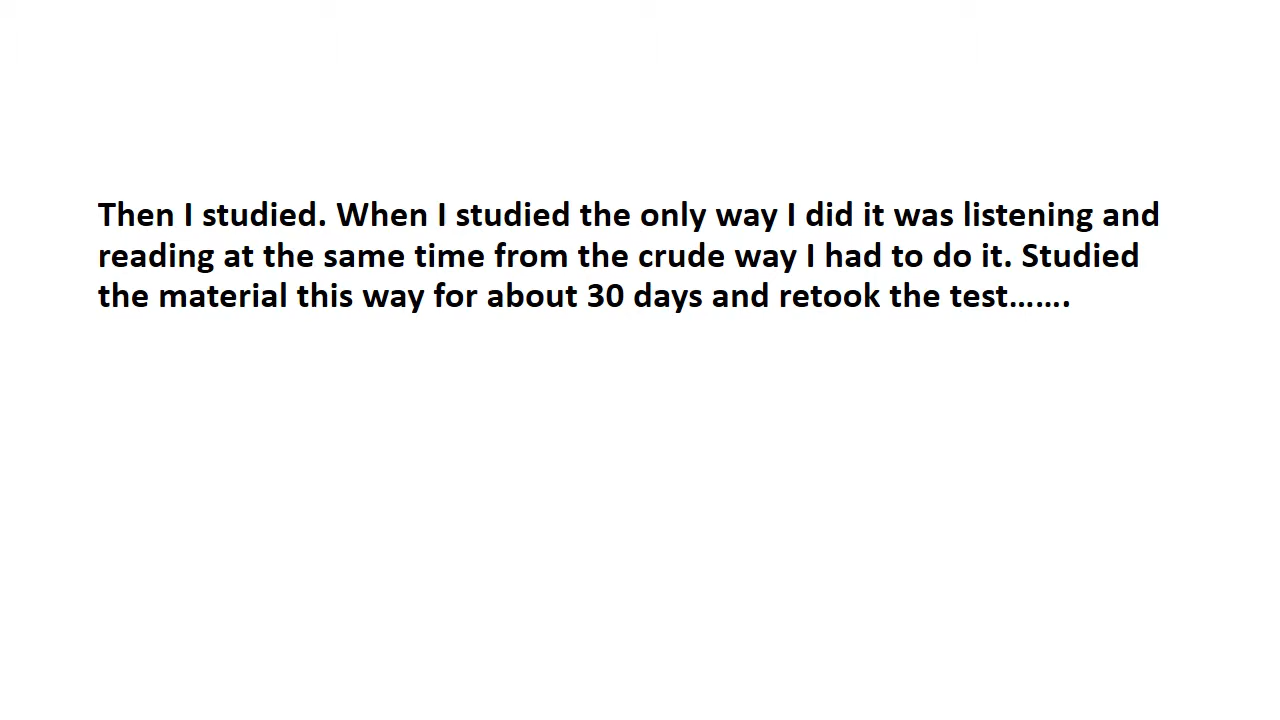 Then I studied. When I studied the only way I did it was listening and
reading at the same time from the crude way I had to do it. Studied
the material this way for about 30 days and retook the test…….